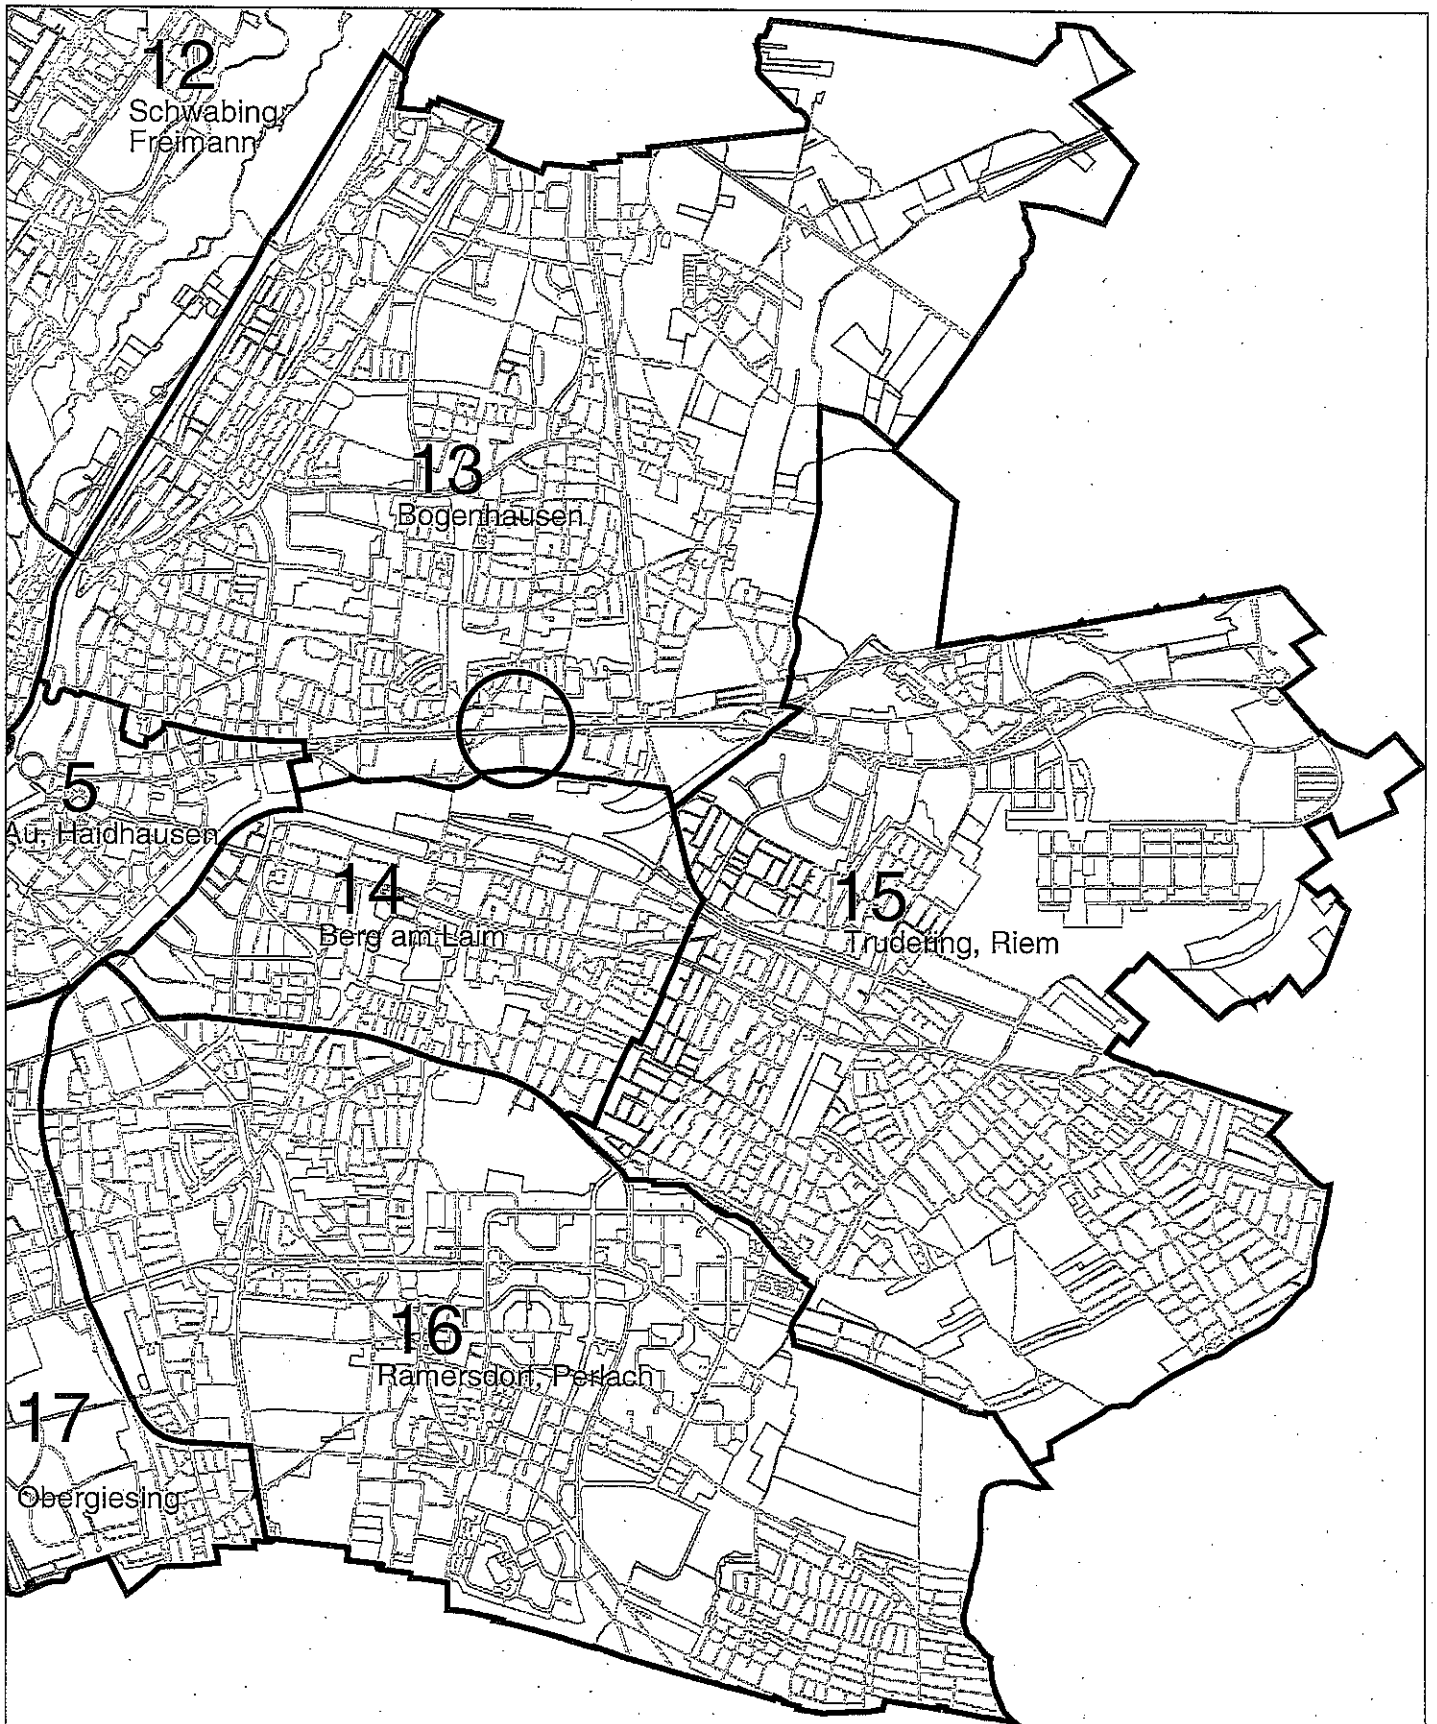 12
Schwabing,
Freimann
13
Bogenhausen
5
Au, Haidhausen
14
Berg am Laim
15
Trudering, Riem
16
Ramersdorf, Perlach
17
Obergiesing